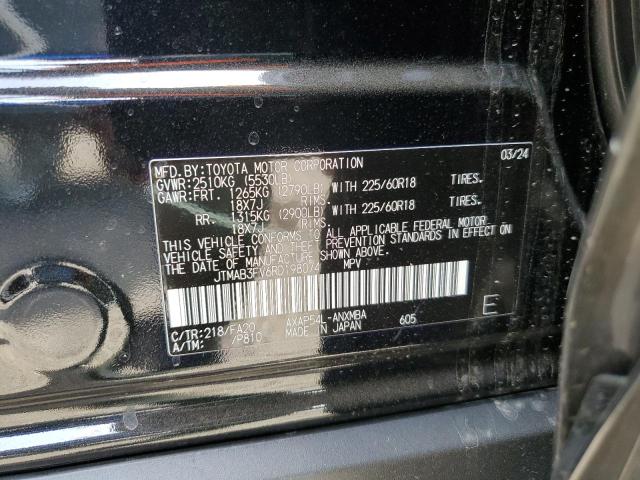 MFD. BY: TOYOTA MOTOR CORPORATION 03/24
GVWR: 2510KG (5530LB)
GAWR: FRT. 1265KG (2790LB) WITH 225/60R18 TIRES.
18X7J RIMS.
RR. 1315KG (2900LB) WITH 225/60R18 TIRES.
18X7J RIMS.
THIS VEHICLE CONFORMS TO ALL APPLICABLE FEDERAL MOTOR
VEHICLE SAFETY AND THEFT PREVENTION STANDARDS IN EFFECT ON
THE DATE OF MANUFACTURE SHOWN ABOVE.
JTMAB3FV6RD198074 MPV
C/TR: 218/FA20 AXAP54L-ANXMBA 605 E
A/TM: /P810 MADE IN JAPAN